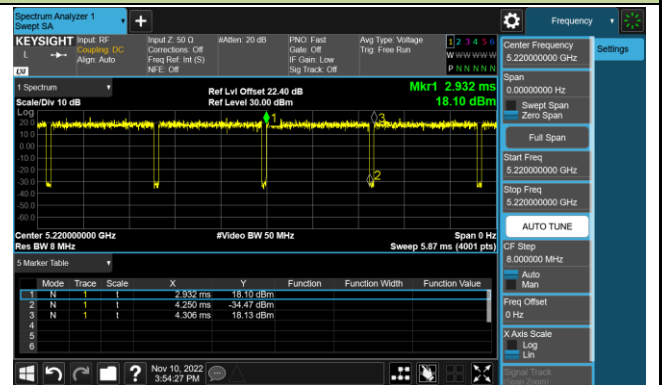 Spectrum Analyzer 1
Swept SA
+
Frequency
KEYSIGHT
L
LXI
Input: RF
Coupling: DC
Align: Auto
Input Z: 50 Ω
Corrections: Off
Freq Ref: Int (S)
NFE: Off
#Atten: 20 dB
PNO: Fast
Gate: Off
IF Gain: Low
Sig Track: Off
Avg Type: Voltage
Trig: Free Run
1 2 3 4 5 6
W W W W W W
P N N N N N
Center Frequency
5.220000000 GHz
Settings
Span
0.00000000 Hz
Swept Span
Zero Span
Full Span
Start Freq
5.220000000 GHz
Stop Freq
5.220000000 GHz
AUTO TUNE
CF Step
8.000000 MHz
Auto
Man
Freq Offset
0 Hz
X Axis Scale
Log
Lin
Signal Track
(Span Zoom)
1 Spectrum
Scale/Div 10 dB
Ref Lvl Offset 22.40 dB
Ref Level 30.00 dBm
Mkr1 2.932 ms
18.10 dBm
Log
20.0
10.0
0.00
-10.0
-20.0
-30.0
-40.0
-50.0
-60.0
1
3
2
Center 5.220000000 GHz
Res BW 8 MHz
#Video BW 50 MHz
Span 0 Hz
Sweep 5.87 ms (4001 pts)
5 Marker Table
Mode Trace Scale X Y Function Function Width Function Value
1 N 1 t 2.932 ms 18.10 dBm
2 N 1 t 4.250 ms -34.47 dBm
3 N 1 t 4.306 ms 18.13 dBm
4
5
6
?
Nov 10, 2022
3:54:27 PM